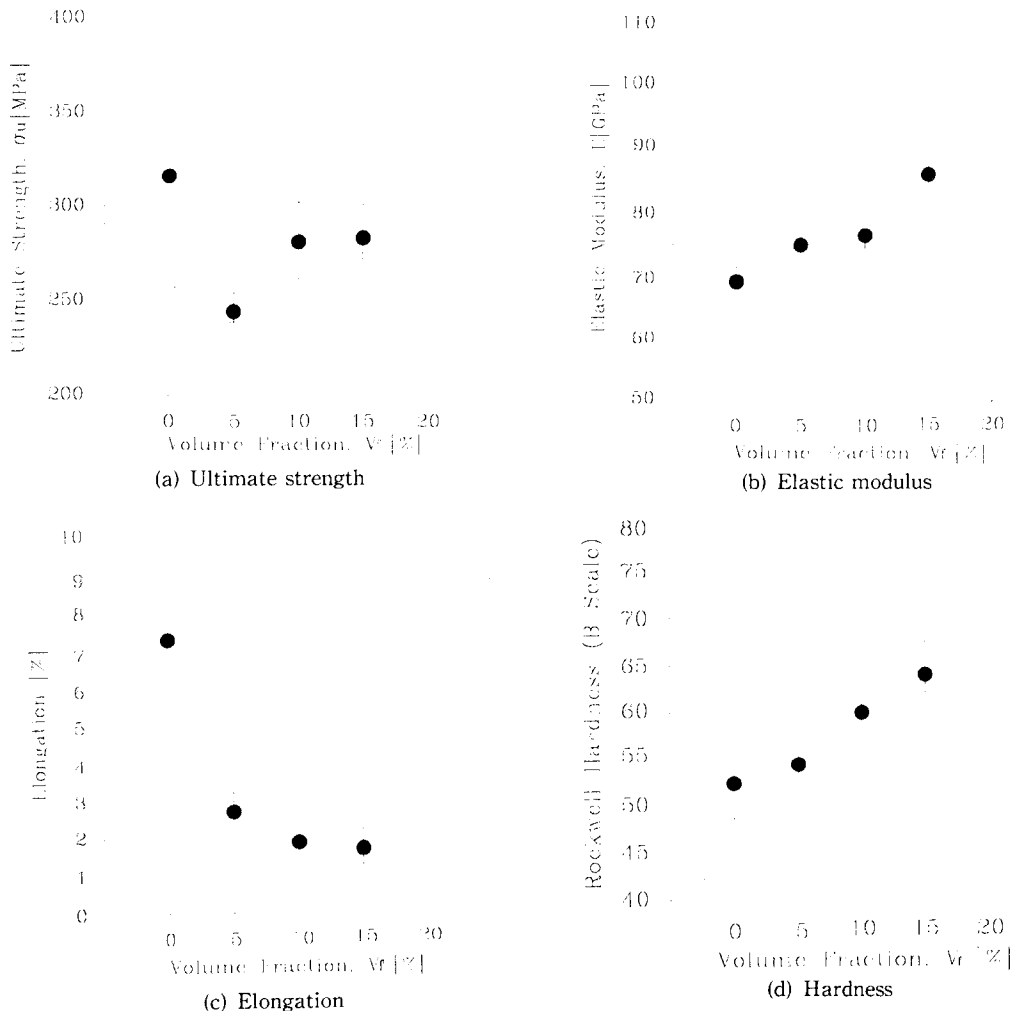 400
350
300
250
200
Ultimate Strength, σu[MPa]
0 5 10 15 20
Volume Fraction, Vf[%]
(a) Ultimate strength
110
100
90
80
70
60
50
Elastic Modulus, E[GPa]
0 5 10 15 20
Volume Fraction, Vf[%]
(b) Elastic modulus
10
9
8
7
6
5
4
3
2
1
0
Elongation [%]
0 5 10 15 20
Volume Fraction, Vf[%]
(c) Elongation
80
75
70
65
60
55
50
45
40
Rockwell Hardness (B Scale)
0 5 10 15 20
Volume Fraction, Vf[%]
(d) Hardness